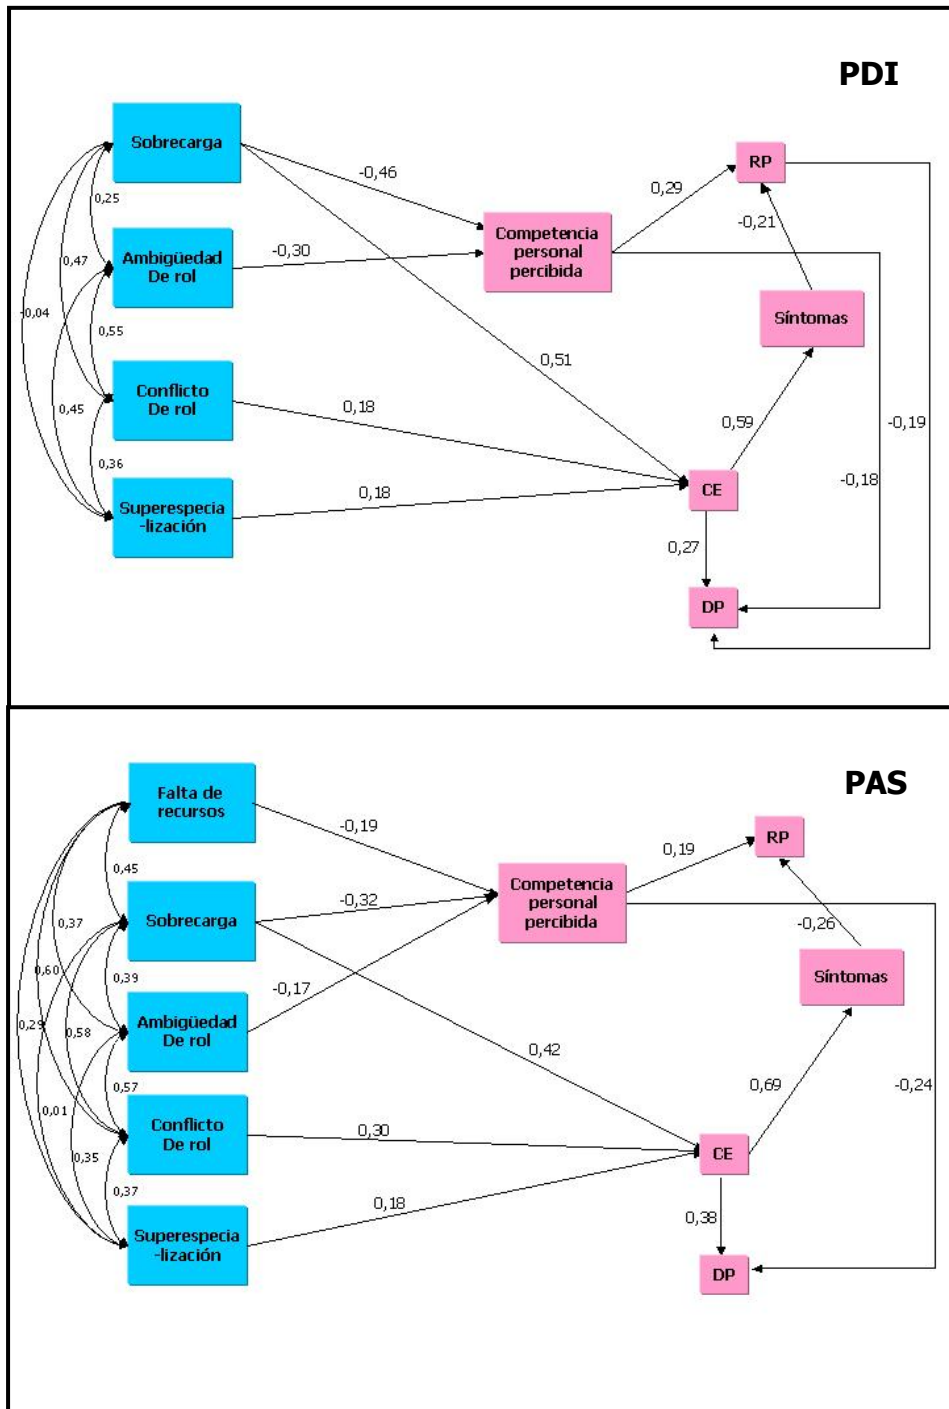 PDI
Sobrecarga
RP
-0,46
0,29
0,25
-0,21
Ambigüedad
De rol
-0,30
Competencia
personal
percibida
0,47
-0,04
Síntomas
0,55
0,51
Conflicto
De rol
0,18
0,45
0,59
-0,19
0,36
-0,18
CE
Superespecia
-lización
0,18
0,27
DP
PAS
Falta de
recursos
-0,19
RP
0,19
0,45
Competencia
personal
percibida
Sobrecarga
-0,32
0,37
-0,26
0,60
0,39
-0,17
Síntomas
Ambigüedad
De rol
0,29
0,58
0,42
0,57
0,69
-0,24
0,01
Conflicto
De rol
0,30
0,35
CE
0,37
0,18
0,38
Superespecia
-lización
DP